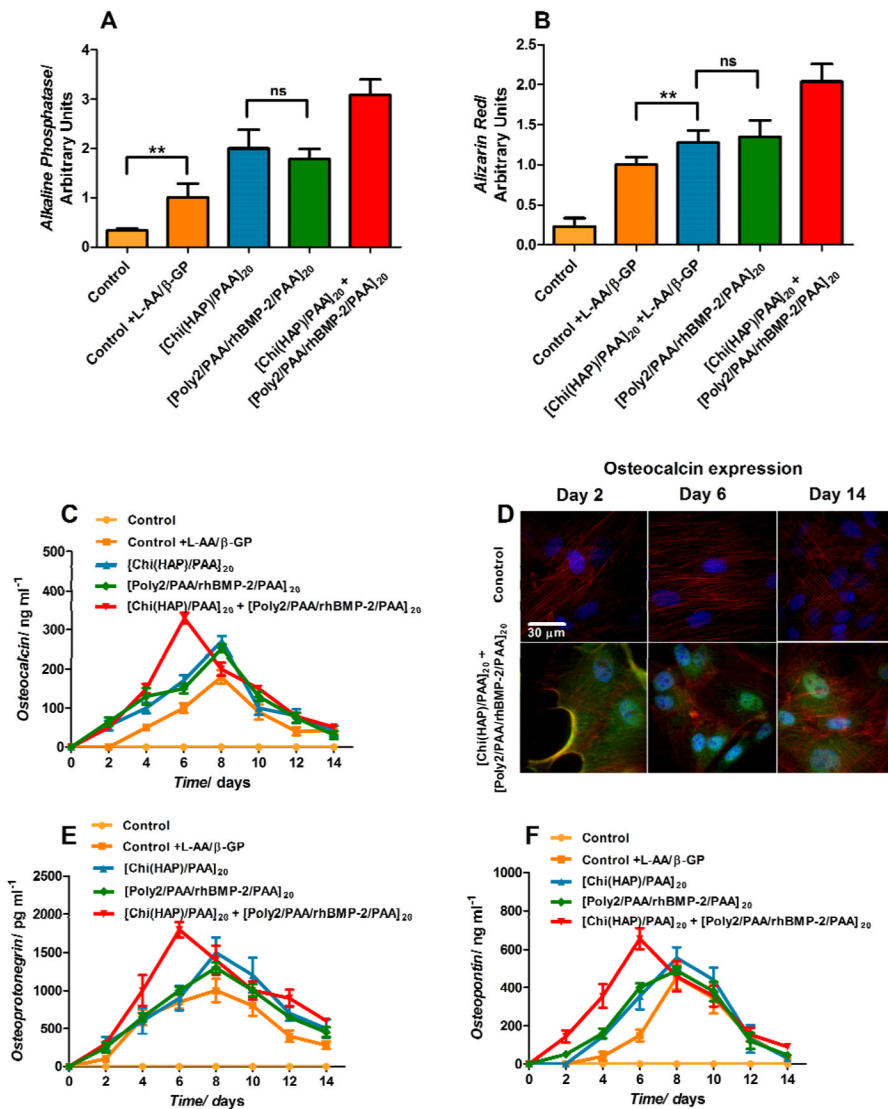 A
Alkaline Phosphatase/
Arbitrary Units
4
3
2
1
0
**
ns
Control
Control +L-AA/β-GP
[Chi(HAP)/PAA]20
[Poly2/PAA/rhBMP-2/PAA]20
[Chi(HAP)/PAA]20 +
[Poly2/PAA/rhBMP-2/PAA]20
B
Alizarin Red/
Arbitrary Units
2.5
2.0
1.5
1.0
0.5
0.0
**
ns
Control
Control +L-AA/β-GP
[Chi(HAP)/PAA]20 +L-AA/β-GP
[Poly2/PAA/rhBMP-2/PAA]20
[Chi(HAP)/PAA]20 +
[Poly2/PAA/rhBMP-2/PAA]20
C
Control
Control +L-AA/β-GP
[Chi(HAP)/PAA]20
[Poly2/PAA/rhBMP-2/PAA]20
[Chi(HAP)/PAA]20 + [Poly2/PAA/rhBMP-2/PAA]20
Osteocalcin/ ng ml-1
500
400
300
200
100
0
0 2 4 6 8 10 12 14
Time/ days
Osteocalcin expression
D
Day 2 Day 6 Day 14
Conotrol
30 μm
[Chi(HAP)/PAA]20 +
[Poly2/PAA/rhBMP-2/PAA]20
E
Control
Control +L-AA/β-GP
[Chi(HAP)/PAA]20
[Poly2/PAA/rhBMP-2/PAA]20
[Chi(HAP)/PAA]20 + [Poly2/PAA/rhBMP-2/PAA]20
Osteoprotonegrin/ pg ml-1
2500
2000
1500
1000
500
0
0 2 4 6 8 10 12 14
Time/ days
F
Control
Control +L-AA/β-GP
[Chi(HAP)/PAA]20
[Poly2/PAA/rhBMP-2/PAA]20
[Chi(HAP)/PAA]20 + [Poly2/PAA/rhBMP-2/PAA]20
Osteopontin/ ng ml-1
1000
800
600
400
200
0
0 2 4 6 8 10 12 14
Time/ days